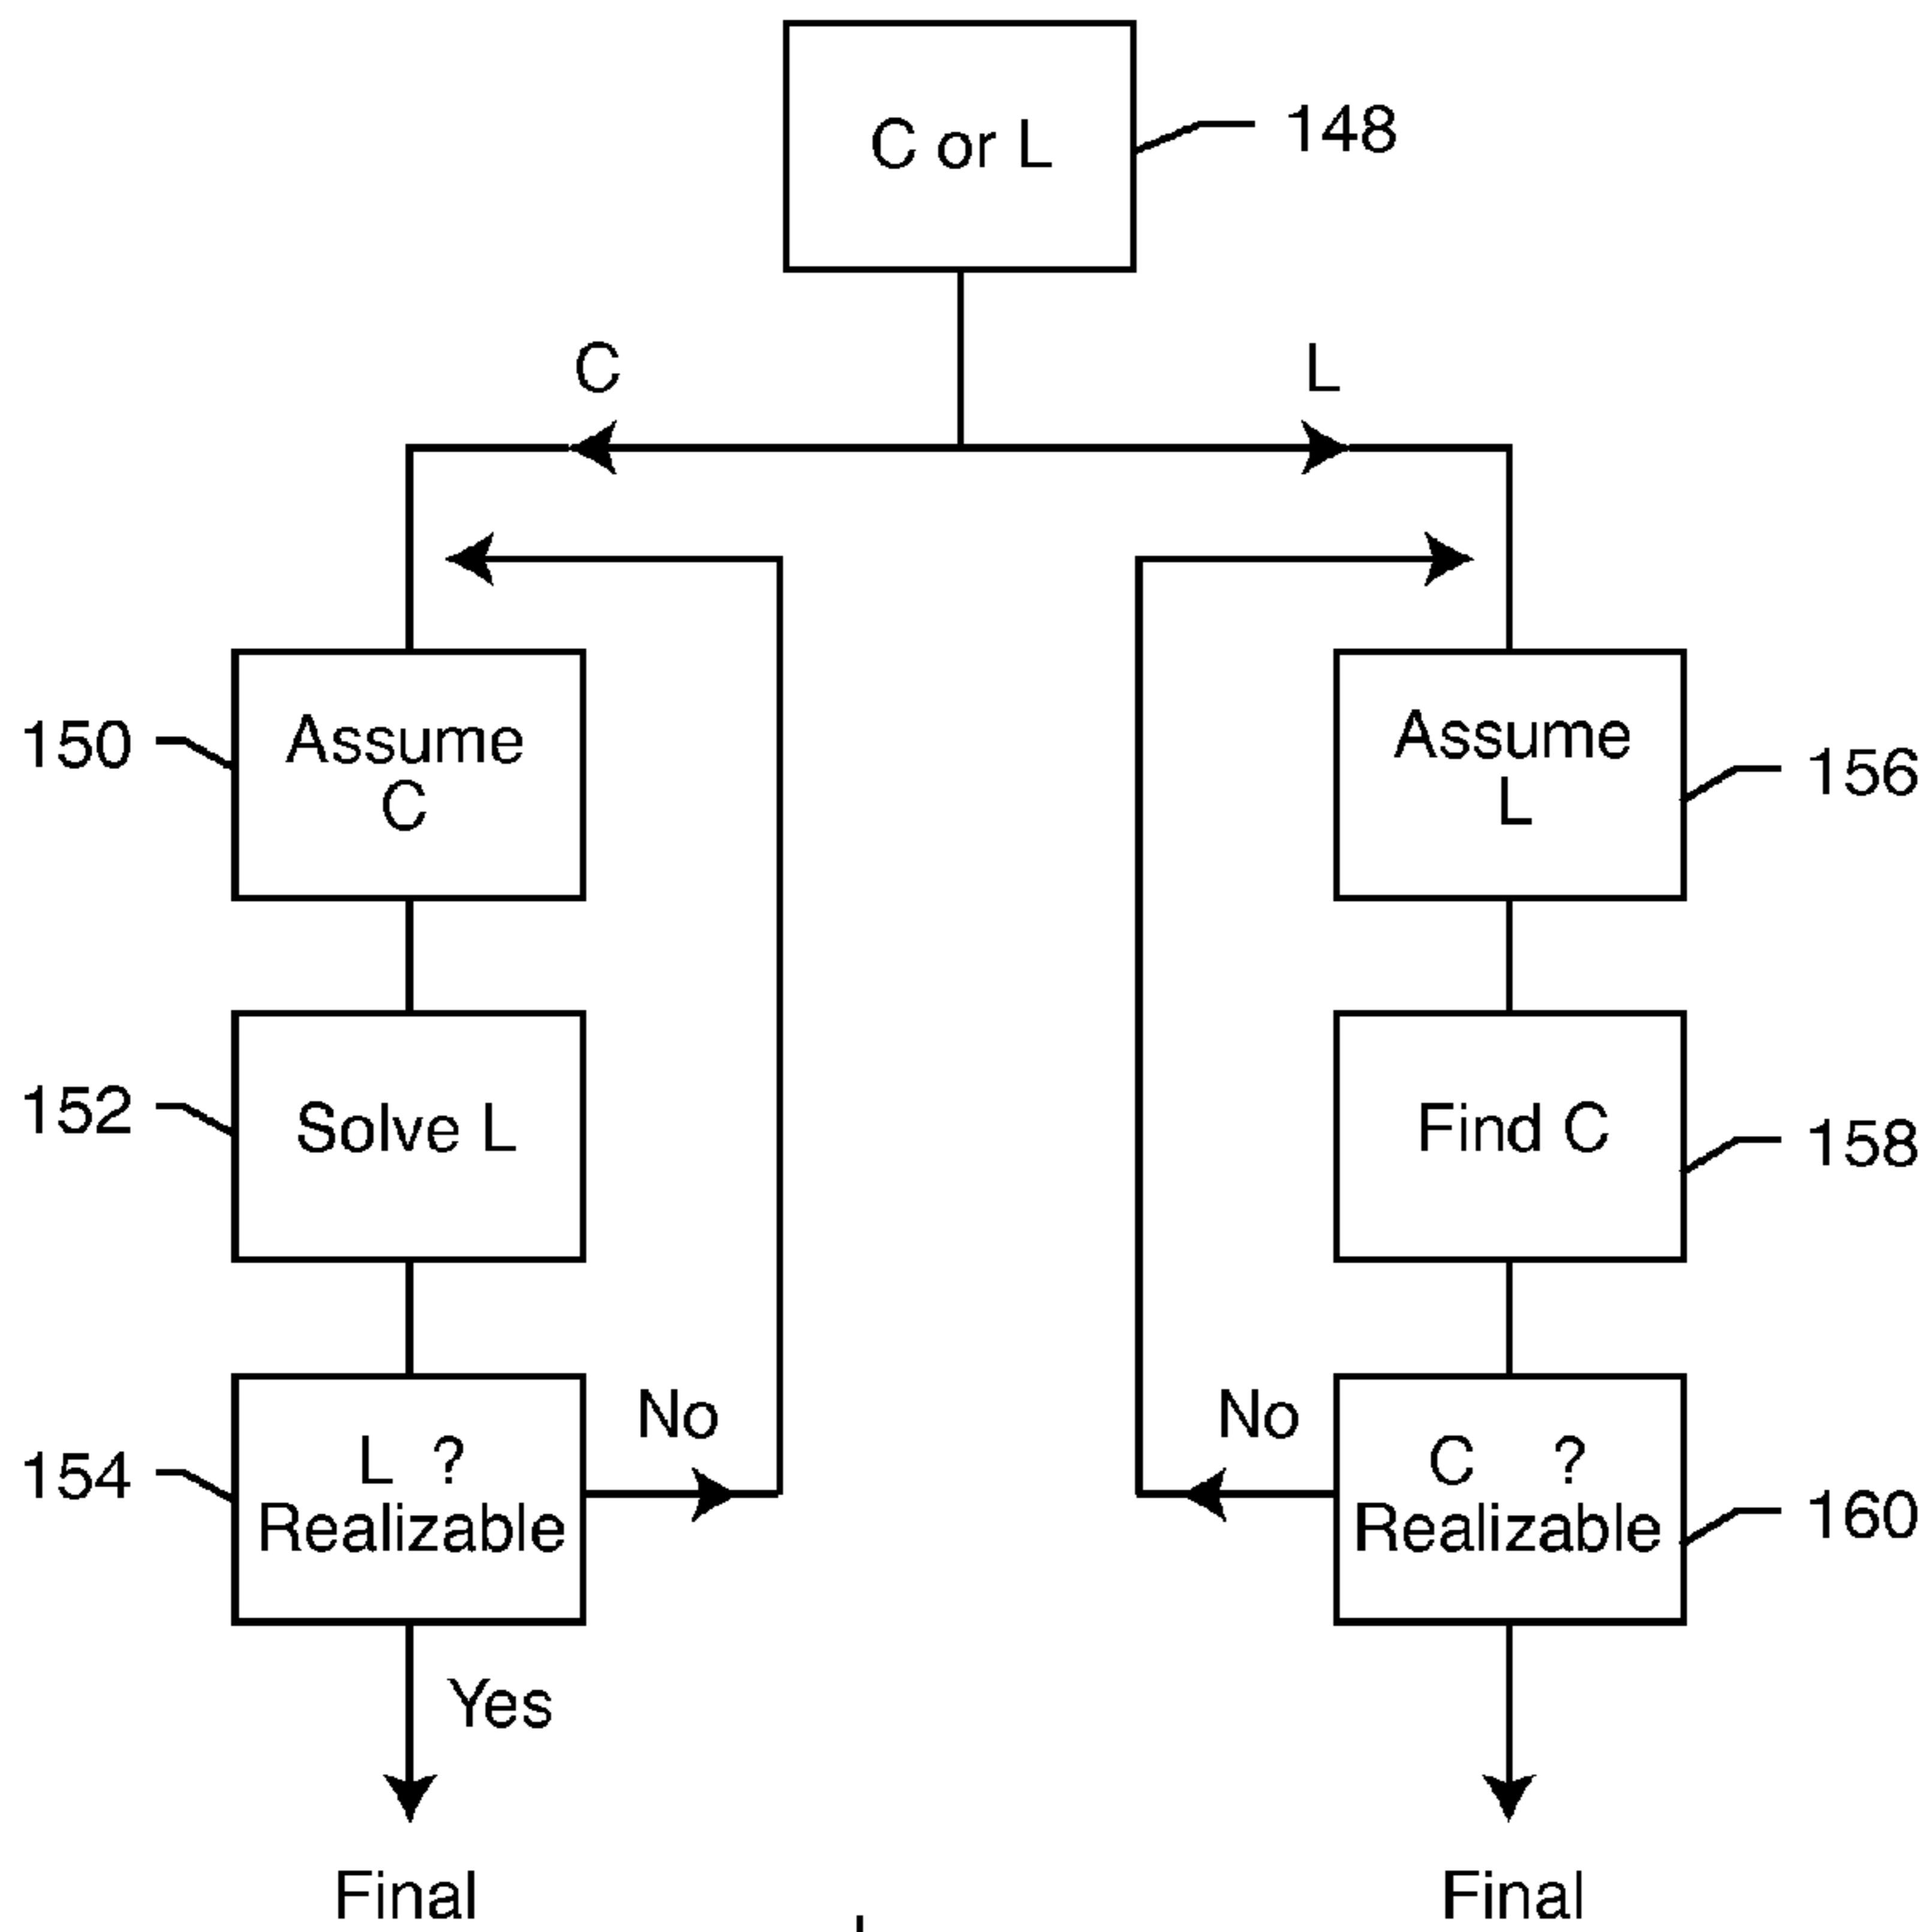 C or L
148
C
L
150
Assume
C
Assume
L
156
152
Solve L
Find C
158
154
L ?
Realizable
No
No
C ?
Realizable
160
Yes
Final
Final